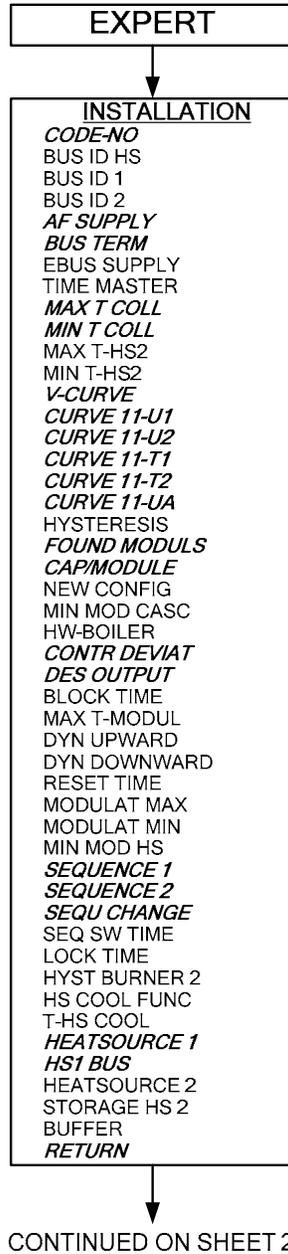 EXPERT
INSTALLATION
CODE-NO
BUS ID HS
BUS ID 1
BUS ID 2
AF SUPPLY
BUS TERM
EBUS SUPPLY
TIME MASTER
MAX T COLL
MIN T COLL
MAX T-HS2
MIN T-HS2
V-CURVE
CURVE 11-U1
CURVE 11-U2
CURVE 11-T1
CURVE 11-T2
CURVE 11-UA
HYSTERESIS
FOUND MODULS
CAP/MODULE
NEW CONFIG
MIN MOD CASC
HW-BOILER
CONTR DEVIAT
DES OUTPUT
BLOCK TIME
MAX T-MODUL
DYN UPWARD
DYN DOWNWARD
RESET TIME
MODULAT MAX
MODULAT MIN
MIN MOD HS
SEQUENCE 1
SEQUENCE 2
SEQU CHANGE
SEQ SW TIME
LOCK TIME
HYST BURNER 2
HS COOL FUNC
T-HS COOL
HEATSOURCE 1
HS1 BUS
HEATSOURCE 2
STORAGE HS 2
BUFFER
RETURN
CONTINUED ON SHEET 2